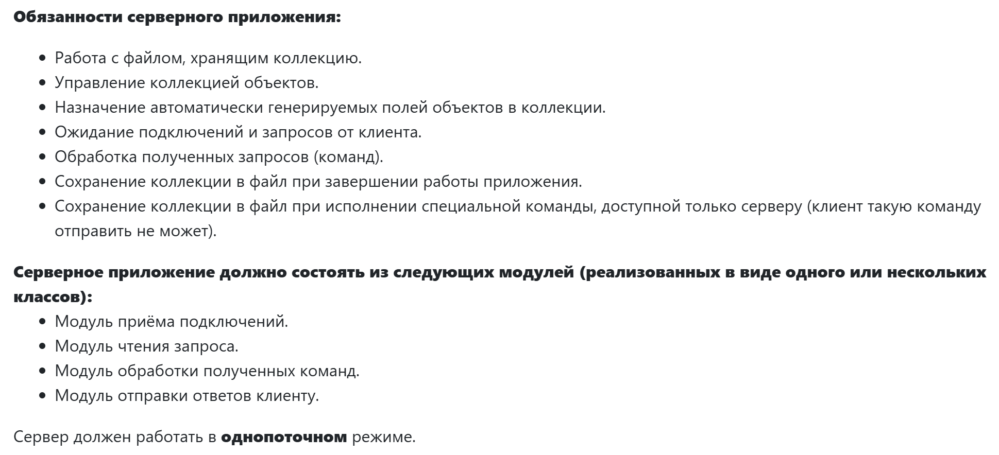 Обязанности серверного приложения:
• Работа с файлом, хранящим коллекцию.
• Управление коллекцией объектов.
• Назначение автоматически генерируемых полей объектов в коллекции.
• Ожидание подключений и запросов от клиента.
• Обработка полученных запросов (команд).
• Сохранение коллекции в файл при завершении работы приложения.
• Сохранение коллекции в файл при исполнении специальной команды, доступной только серверу (клиент такую команду
отправить не может).
Серверное приложение должно состоять из следующих модулей (реализованных в виде одного или нескольких
классов):
• Модуль приёма подключений.
• Модуль чтения запроса.
• Модуль обработки полученных команд.
• Модуль отправки ответов клиенту.
Сервер должен работать в однопоточном режиме.